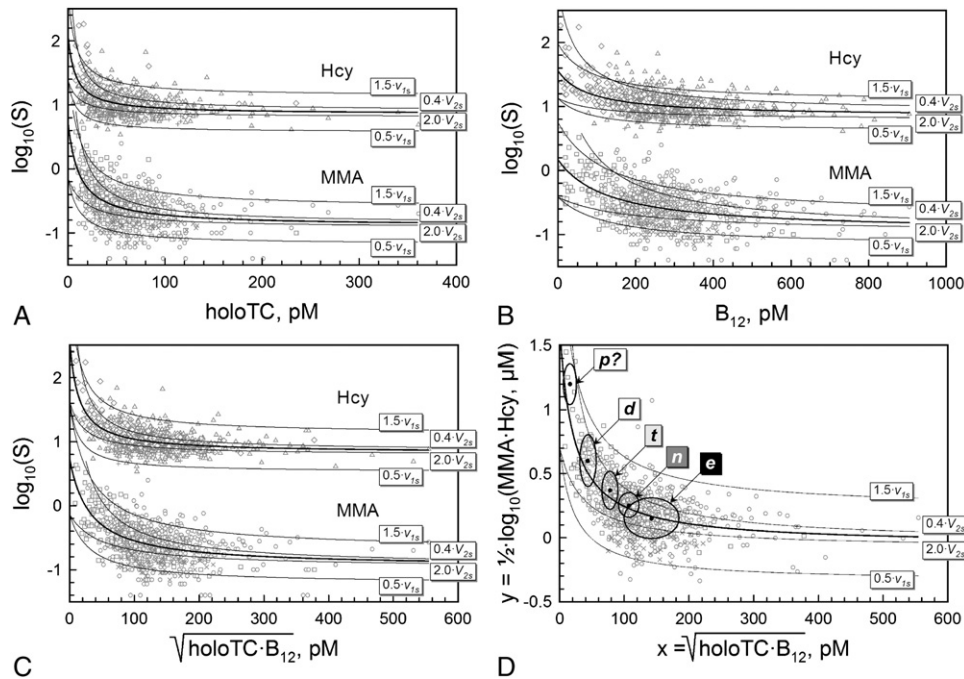 2
1
0
-1
log₁₀(S)
Hcy
1.5·v₁ₛ
0.4·V₂ₛ
2.0·V₂ₛ
0.5·v₁ₛ
MMA
1.5·v₁ₛ
0.4·V₂ₛ
2.0·V₂ₛ
0.5·v₁ₛ
0 100 200 300 400
holoTC, pM
A
2
1
0
-1
log₁₀(S)
Hcy
1.5·v₁ₛ
0.4·V₂ₛ
2.0·V₂ₛ
0.5·v₁ₛ
MMA
1.5·v₁ₛ
0.4·V₂ₛ
2.0·V₂ₛ
0.5·v₁ₛ
0 200 400 600 800 1000
B₁₂, pM
B
2
1
0
-1
log₁₀(S)
Hcy
1.5·v₁ₛ
0.4·V₂ₛ
2.0·V₂ₛ
0.5·v₁ₛ
MMA
1.5·v₁ₛ
0.4·V₂ₛ
2.0·V₂ₛ
0.5·v₁ₛ
0 100 200 300 400 500 600
√holoTC·B₁₂, pM
C
1.5
1.0
0.5
0
-0.5
y = ½·log₁₀(MMA·Hcy, µM)
p?
d
t
n
e
1.5·v₁ₛ
0.4·V₂ₛ
2.0·V₂ₛ
0.5·v₁ₛ
0 100 200 300 400 500 600
x =√holoTC·B₁₂, pM
D